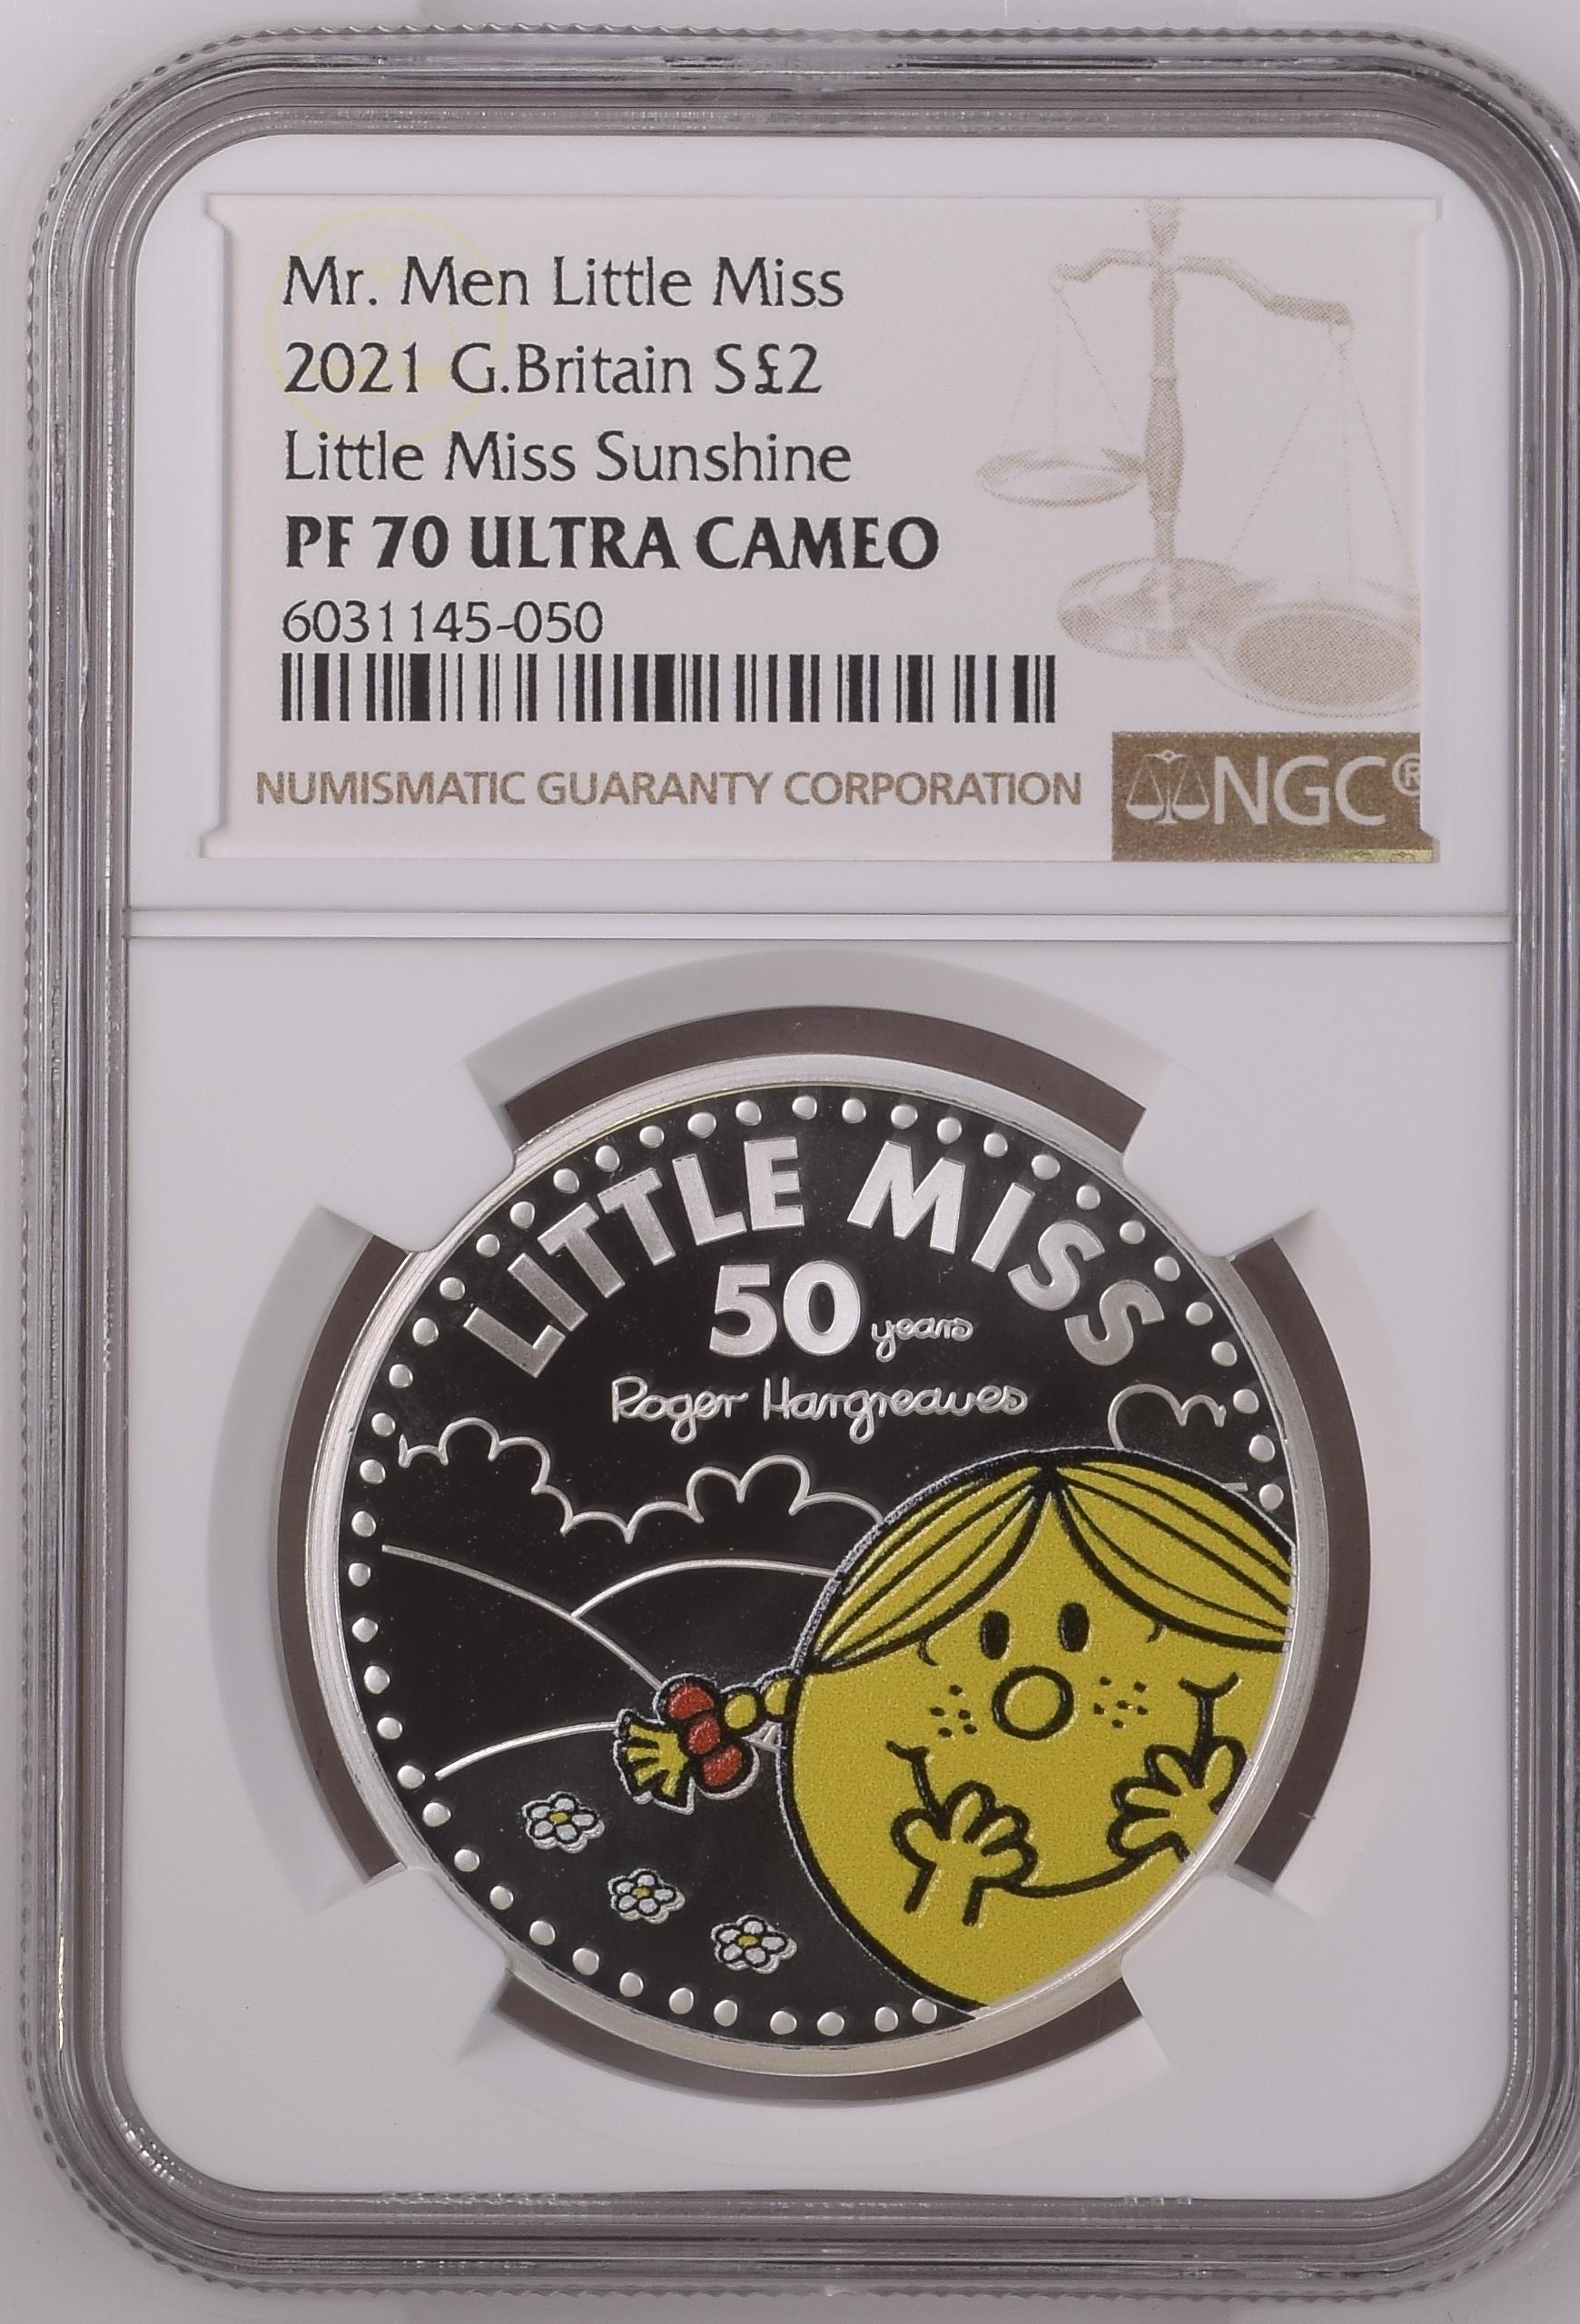 Mr. Men Little Miss
2021 G.Britain S£2
Little Miss Sunshine
PF 70 ULTRA CAMEO
6031145-050
NUMISMATIC GUARANTY CORPORATION
NGC®
LITTLE MISS
50 years
Roger Hargreaves